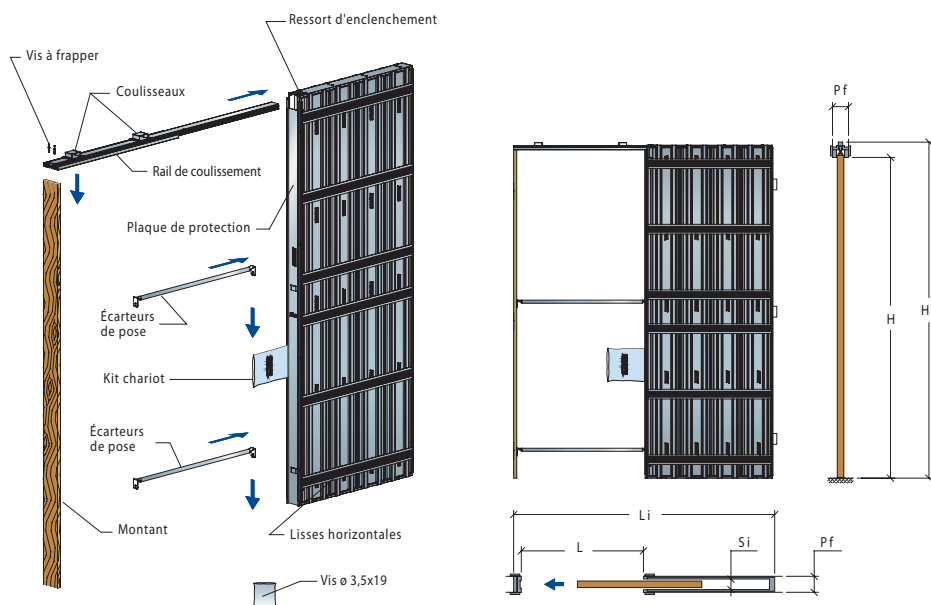 Ressort d'enclenchement
Vis à frapper
Coulisseaux
Rail de coulissement
Plaque de protection
Écarteurs
de pose
Kit chariot
Écarteurs
de pose
Montant
Lisses horizontales
Vis ø 3,5x19
Pf
H
H
Li
L
Si
Pf